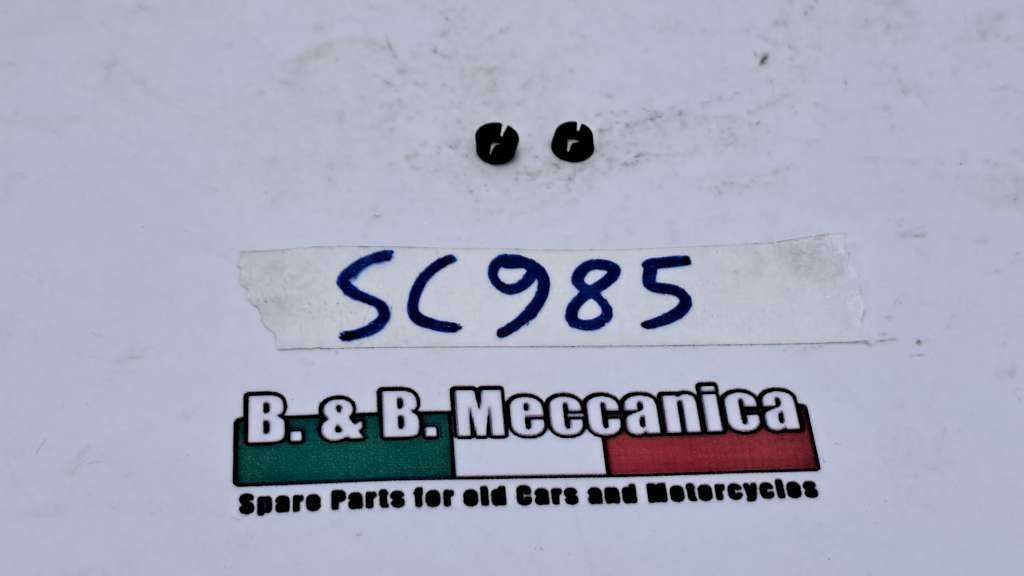 SC985
B. & B. Meccanica
Spare Parts for old Cars and Motorcycles